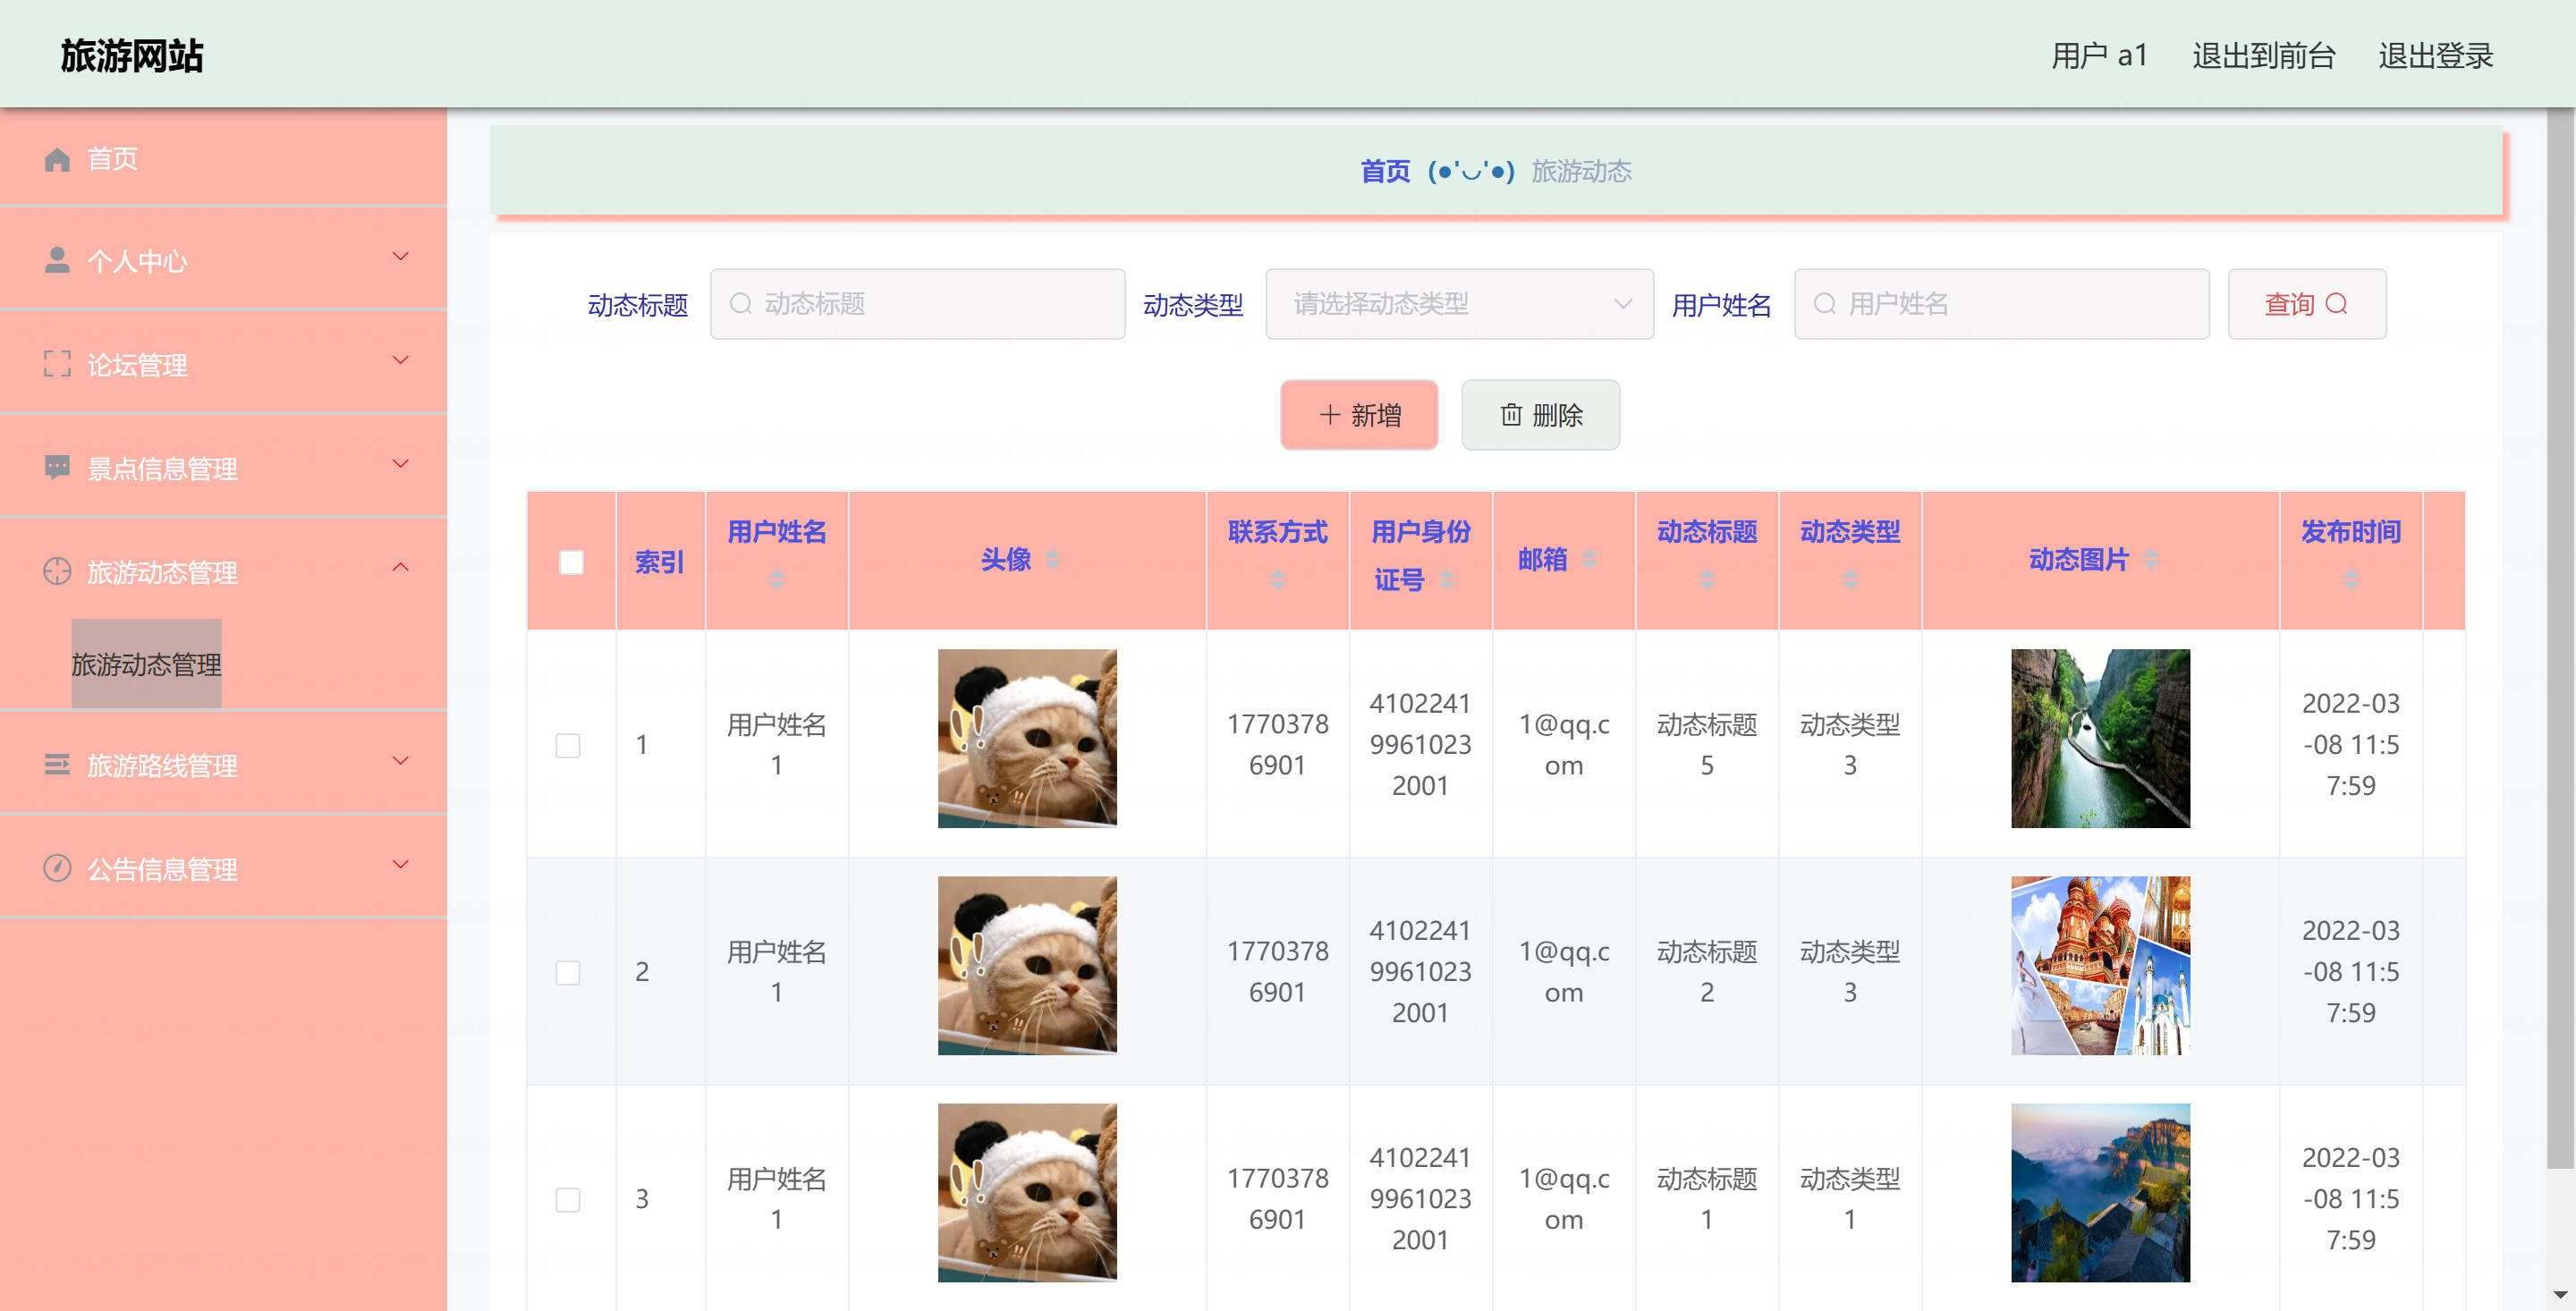 旅游网站
用户 a1 退出到前台 退出登录
首页
个人中心
论坛管理
景点信息管理
旅游动态管理
旅游动态管理
旅游路线管理
公告信息管理
首页 (●'◡'●) 旅游动态
动态标题 动态标题 动态类型 请选择动态类型 用户姓名 用户姓名 查询
新增 删除
索引 用户姓名 头像 联系方式 用户身份证号 邮箱 动态标题 动态类型 动态图片 发布时间
1 用户姓名1 17703786901 410224199610232001 1@qq.com 动态标题5 动态类型3 2022-03-08 11:57:59
2 用户姓名1 17703786901 410224199610232001 1@qq.com 动态标题2 动态类型3 2022-03-08 11:57:59
3 用户姓名1 17703786901 410224199610232001 1@qq.com 动态标题1 动态类型1 2022-03-08 11:57:59